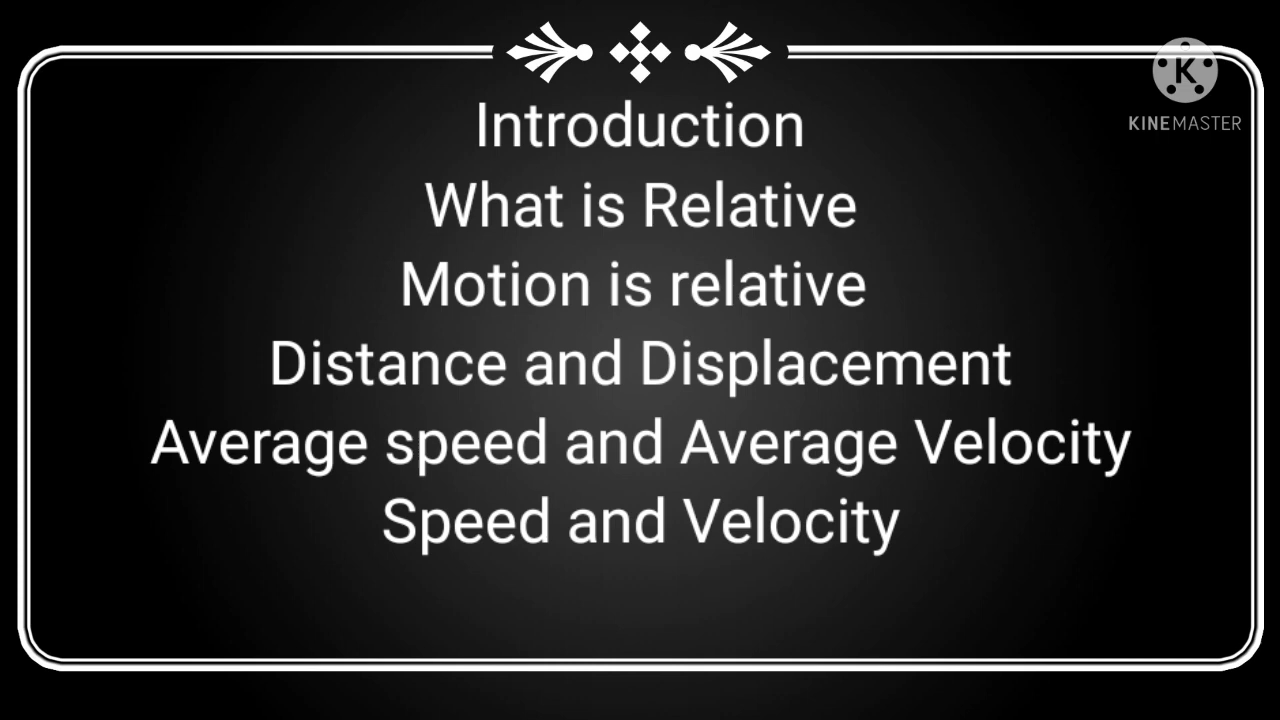 K
KINEMASTER
Introduction
What is Relative
Motion is relative
Distance and Displacement
Average speed and Average Velocity
Speed and Velocity